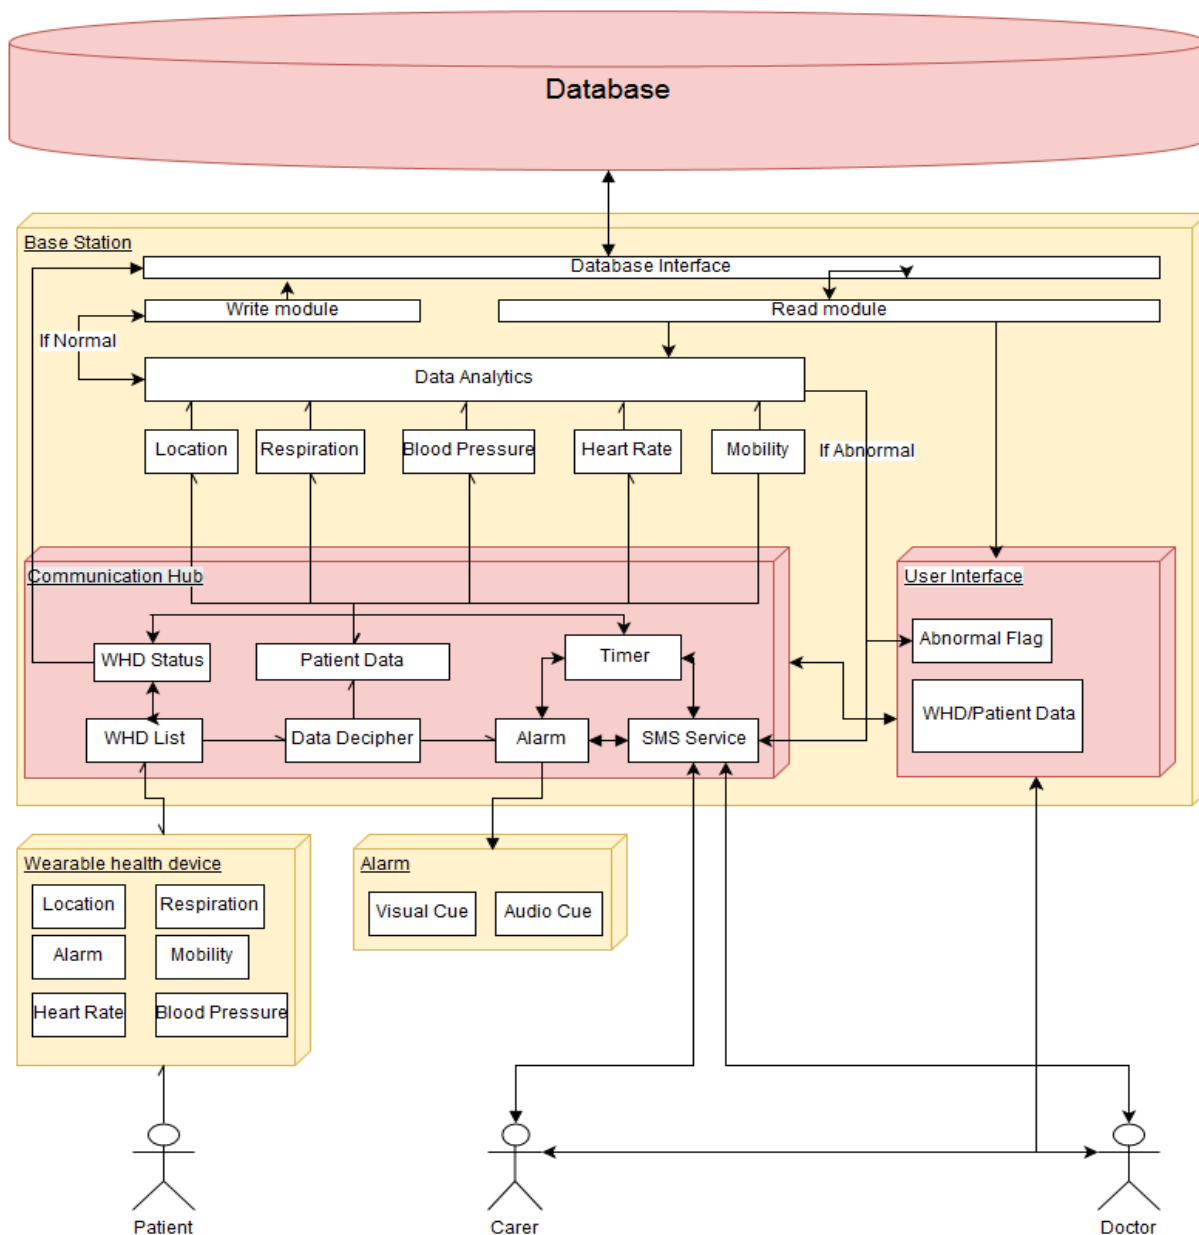 Database
Base Station
Database Interface
Write module
Read module
If Normal
Data Analytics
Location
Respiration
Blood Pressure
Heart Rate
Mobility
If Abnormal
Communication Hub
User Interface
WHD Status
Patient Data
Timer
Abnormal Flag
WHD List
Data Decipher
Alarm
SMS Service
WHD/Patient Data
Wearable health device
Location
Respiration
Alarm
Mobility
Heart Rate
Blood Pressure
Alarm
Visual Cue
Audio Cue
Patient
Carer
Doctor